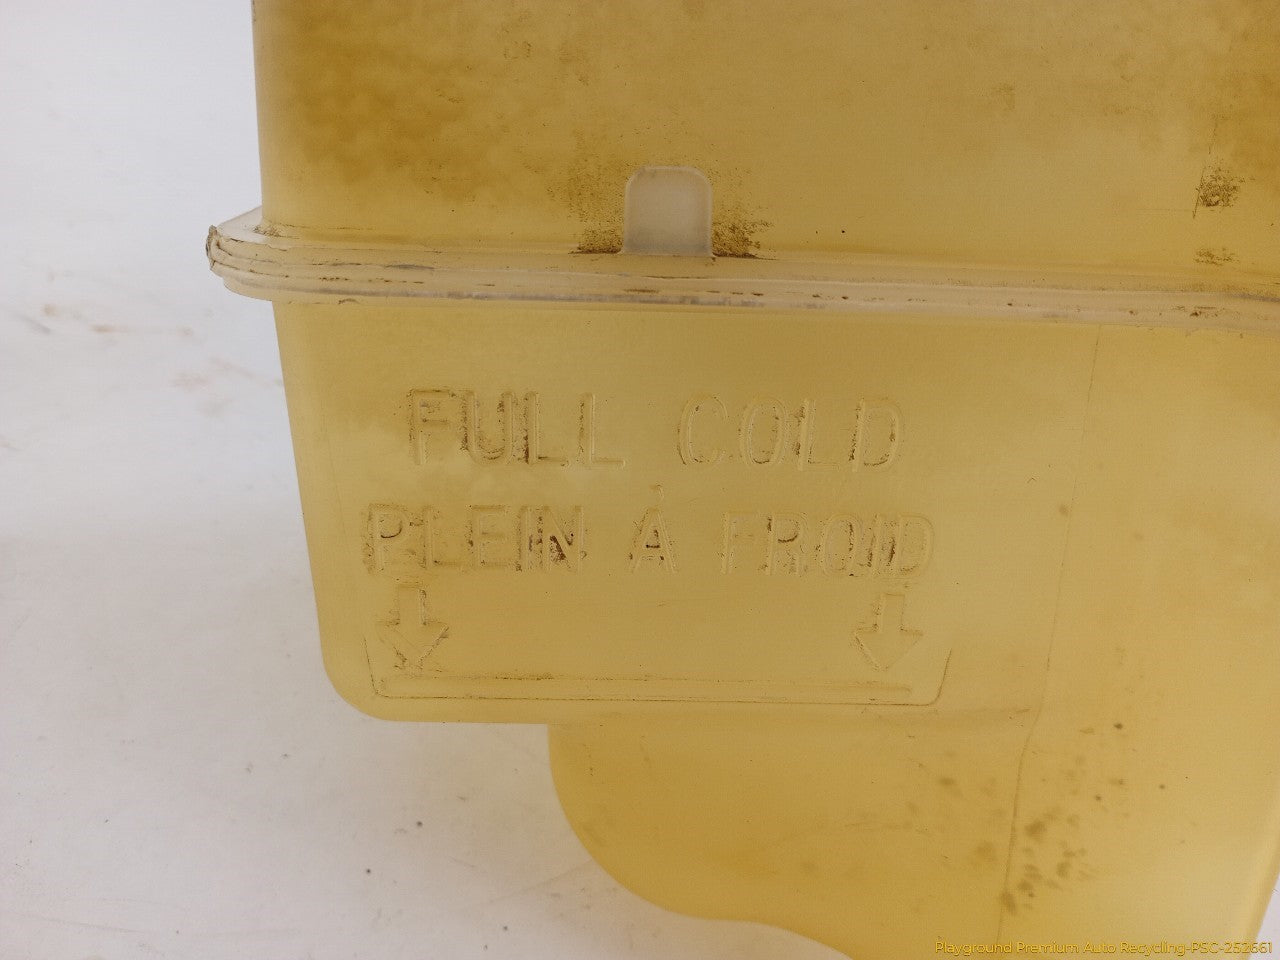 FULL COLD
PLEIN À FROID
Playground Premium Auto Recycling-PSC-252661